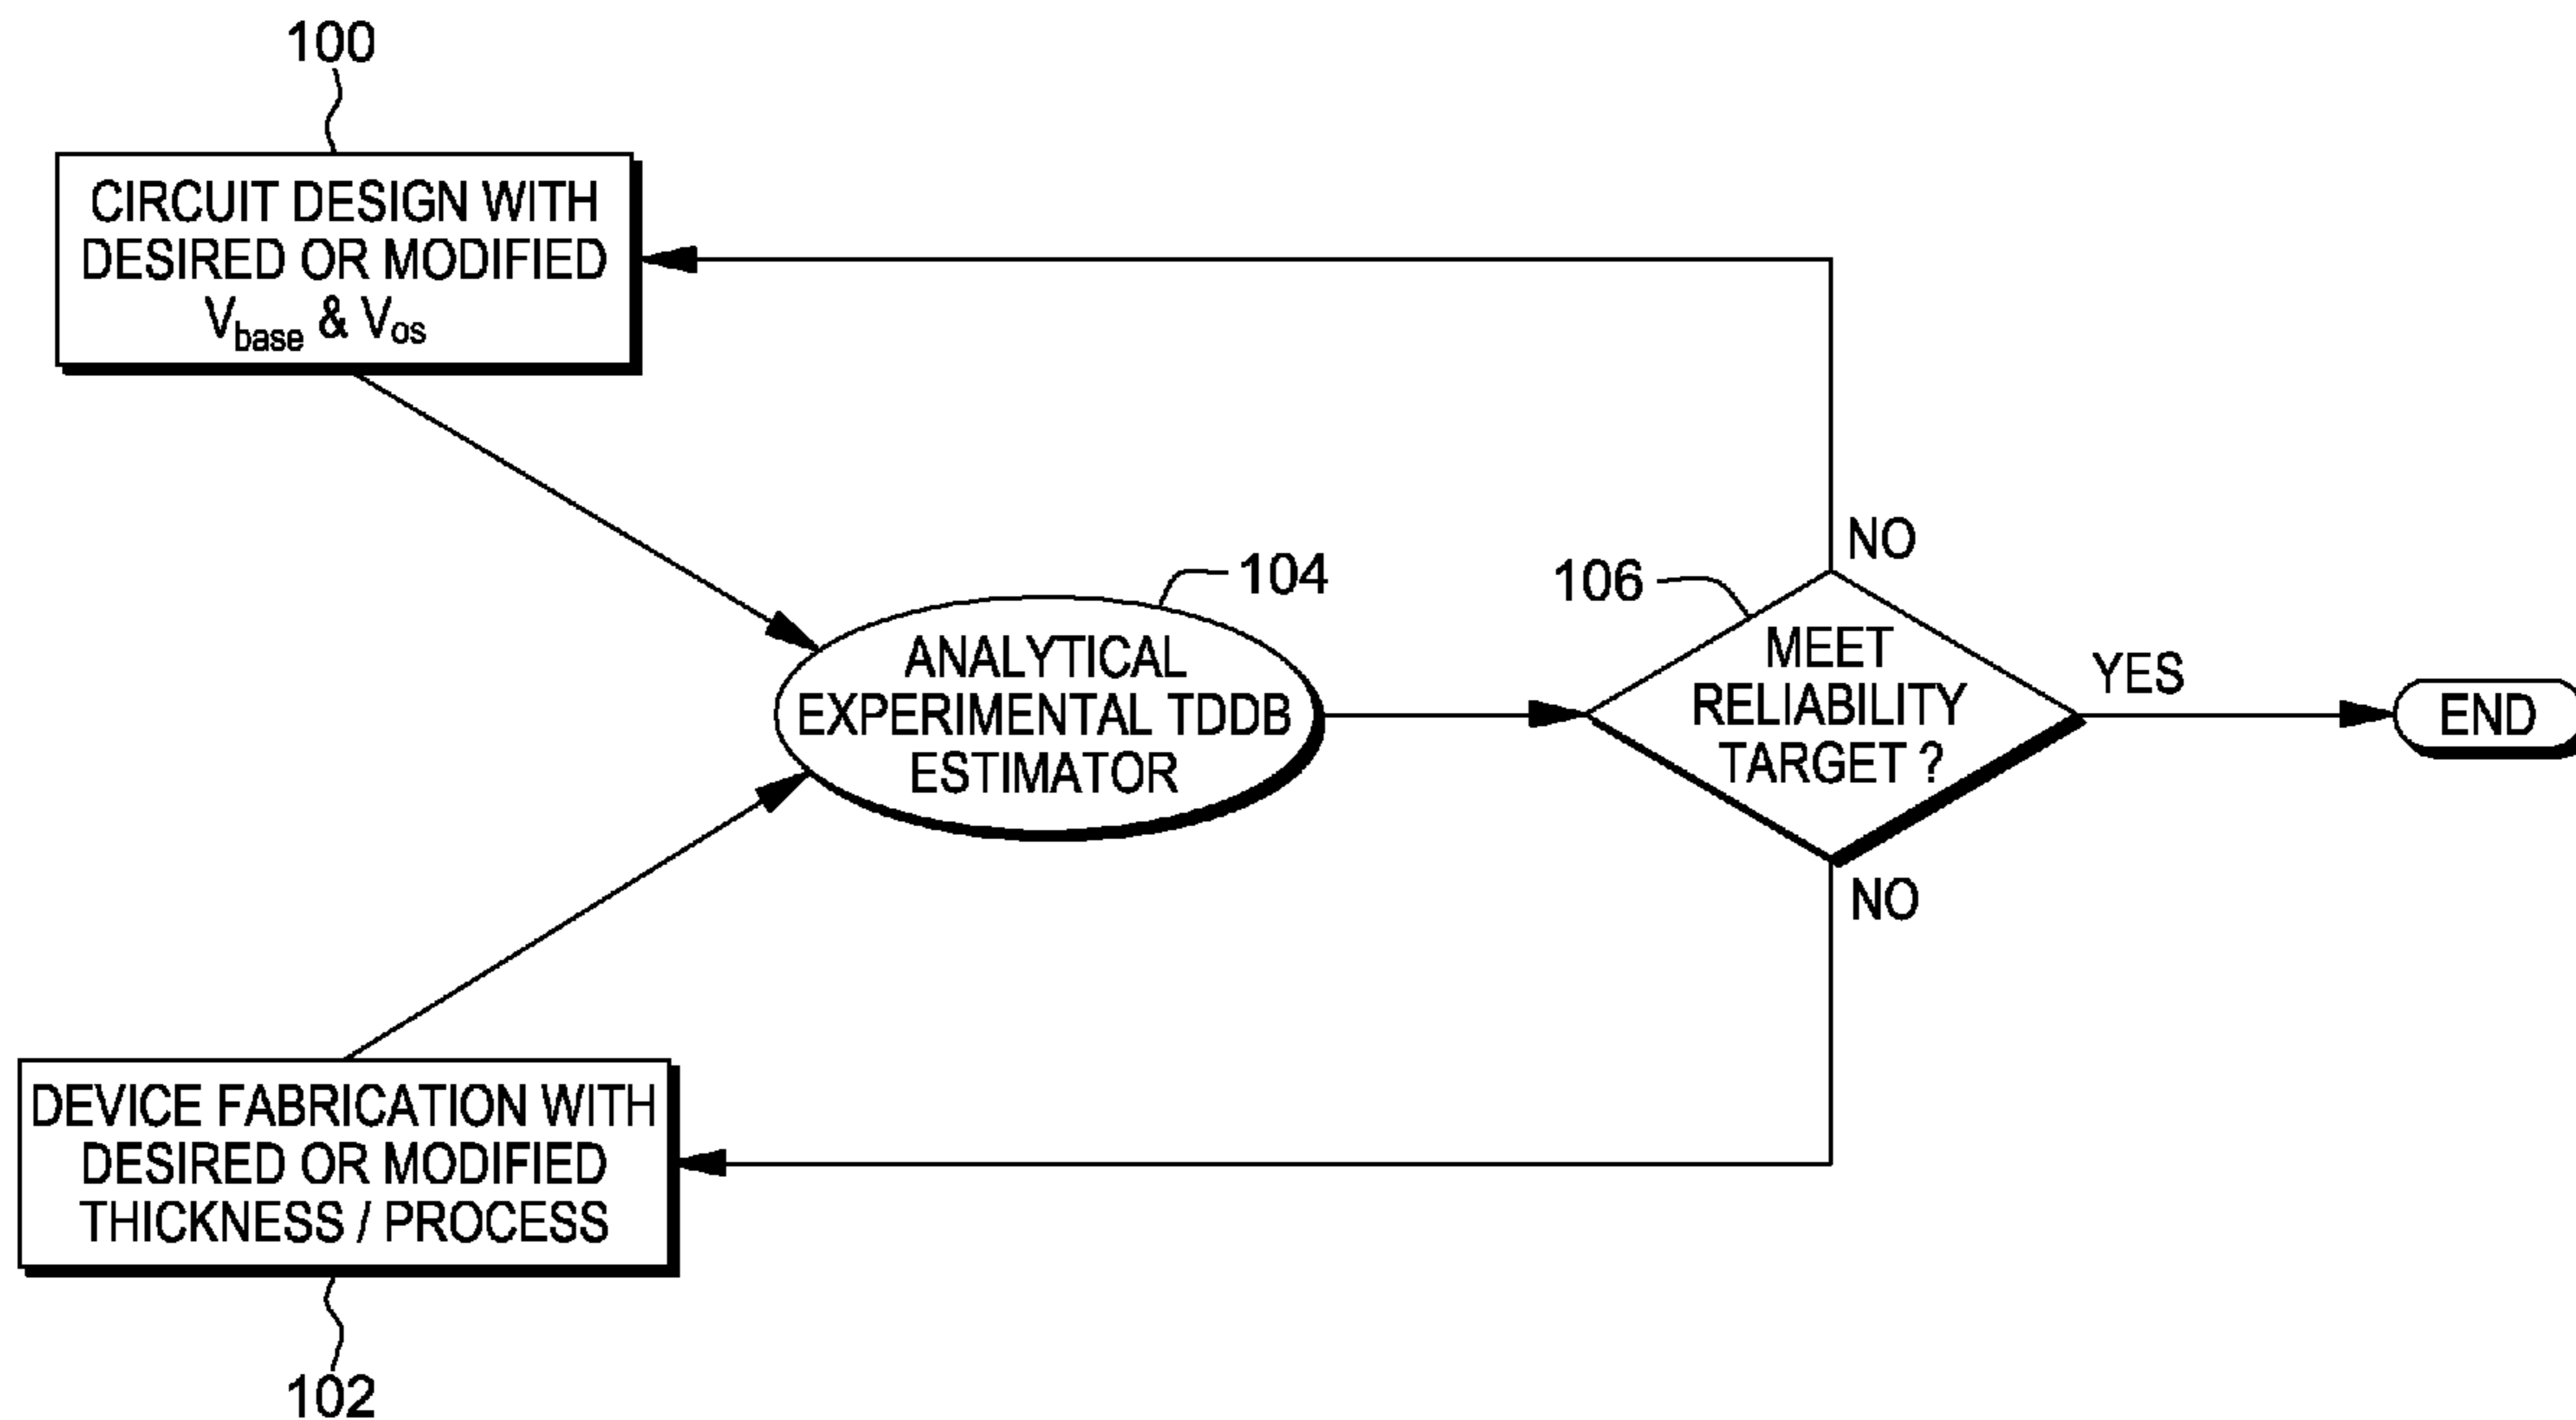 100
CIRCUIT DESIGN WITH
DESIRED OR MODIFIED
Vbase & Vos
NO
104
106
ANALYTICAL
EXPERIMENTAL TDDB
ESTIMATOR
MEET
RELIABILITY
TARGET ?
YES
END
NO
DEVICE FABRICATION WITH
DESIRED OR MODIFIED
THICKNESS / PROCESS
102